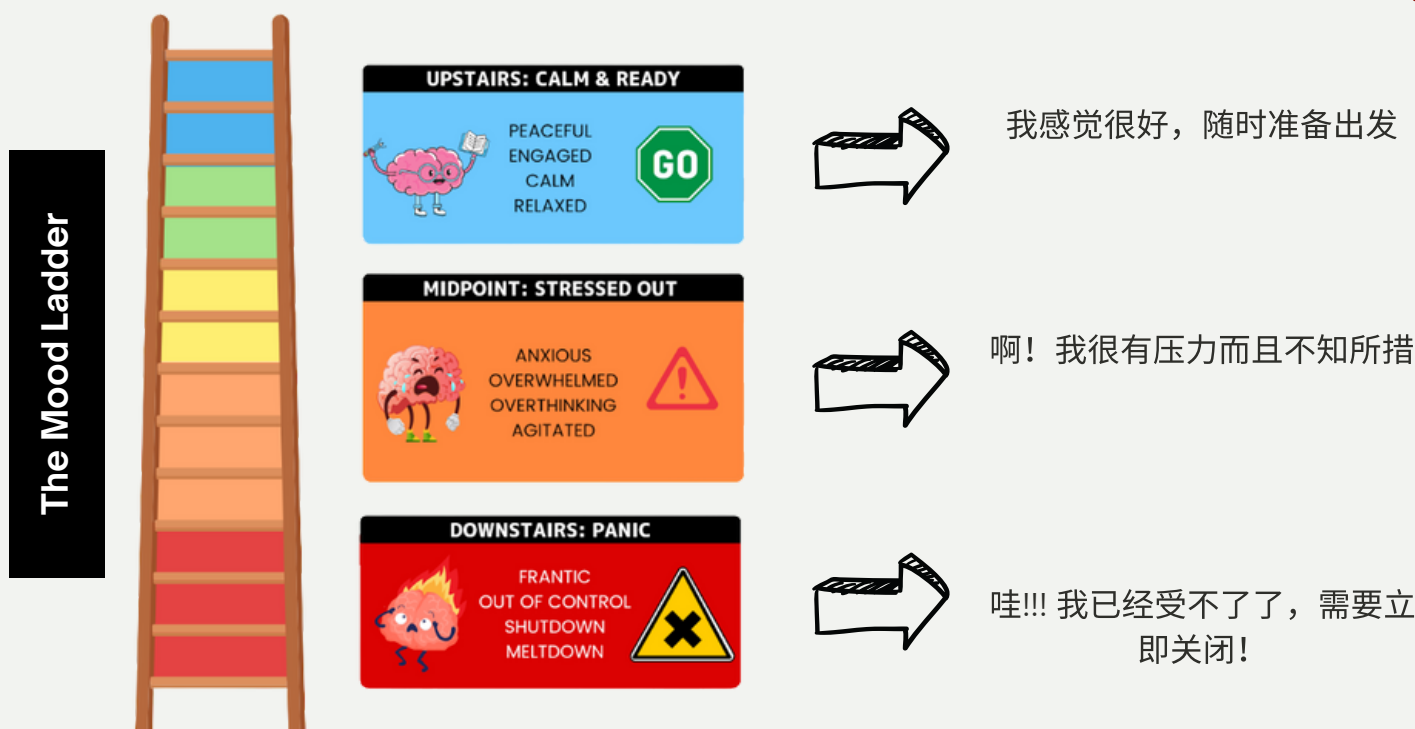 The Mood Ladder
UPSTAIRS: CALM & READY
PEACEFUL
ENGAGED
CALM
RELAXED
GO
我感觉很好，随时准备出发
MIDPOINT: STRESSED OUT
ANXIOUS
OVERWHELMED
OVERTHINKING
AGITATED
!
啊！我很有压力而且不知所措
DOWNSTAIRS: PANIC
FRANTIC
OUT OF CONTROL
SHUTDOWN
MELTDOWN
哇!!! 我已经受不了了，需要立
即关闭！